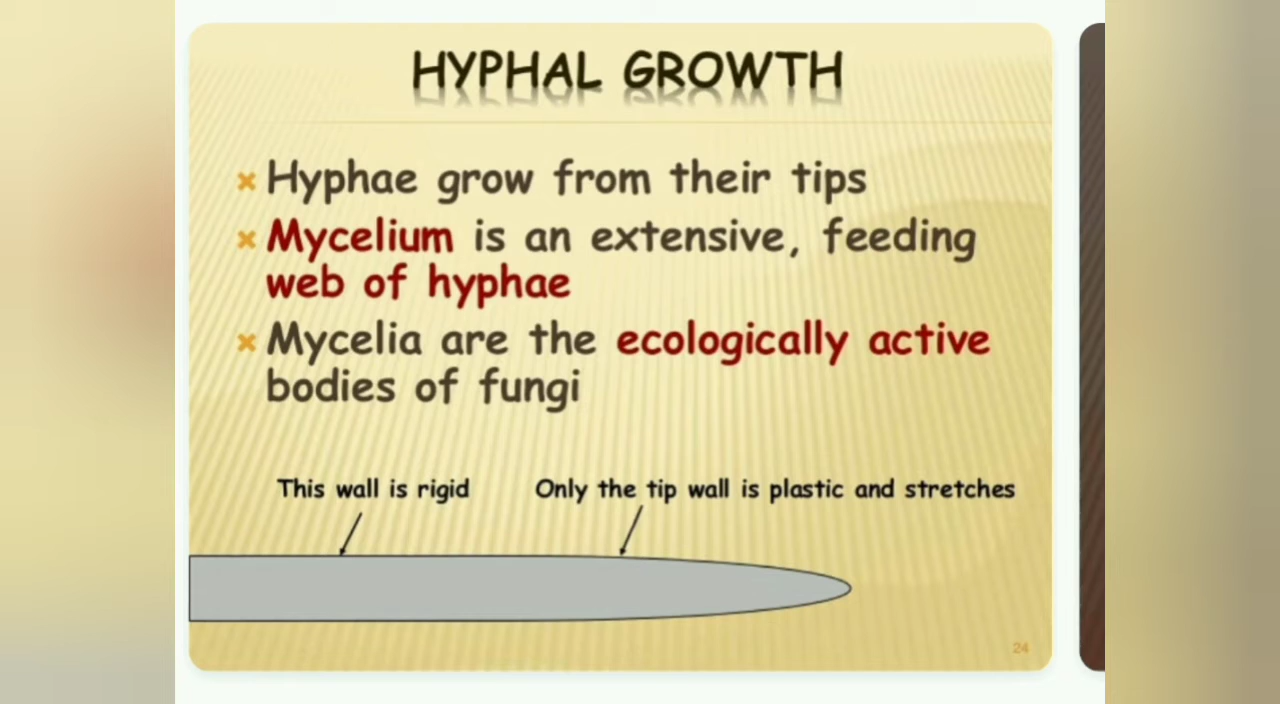 HYPHAL GROWTH
Hyphae grow from their tips
Mycelium is an extensive, feeding
web of hyphae
Mycelia are the ecologically active
bodies of fungi
This wall is rigid
Only the tip wall is plastic and stretches
24